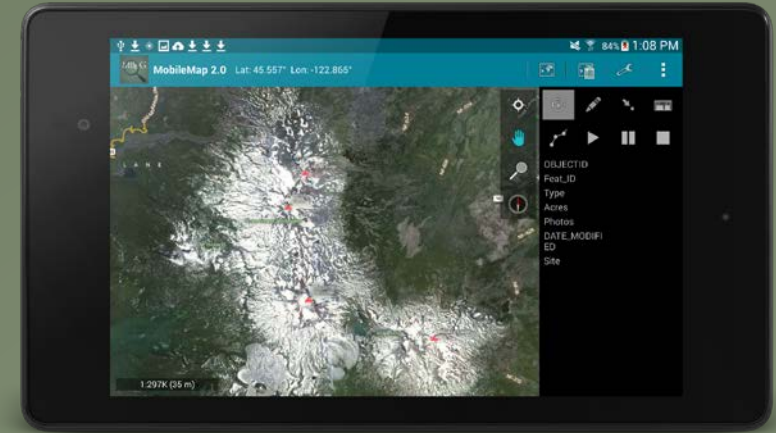 84% 1:08 PM
MobileMap 2.0 Lat: 45.557° Lon: -122.865°
L A N E
OBJECTID
Feat_ID
Type
Acres
Photos
DATE_MODIFI
ED
Site
1:297K (35 m)